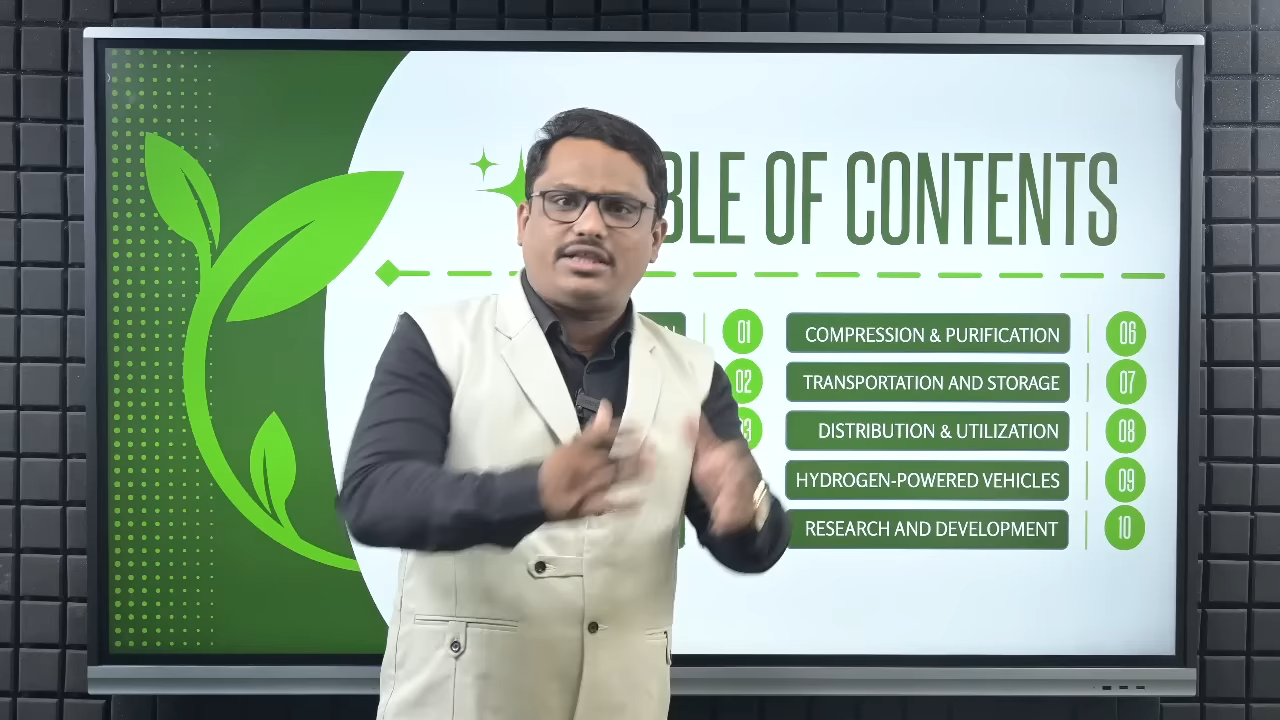 BLE OF CONTENTS
01
02
COMPRESSION & PURIFICATION 06
TRANSPORTATION AND STORAGE 07
DISTRIBUTION & UTILIZATION 08
HYDROGEN-POWERED VEHICLES 09
RESEARCH AND DEVELOPMENT 10